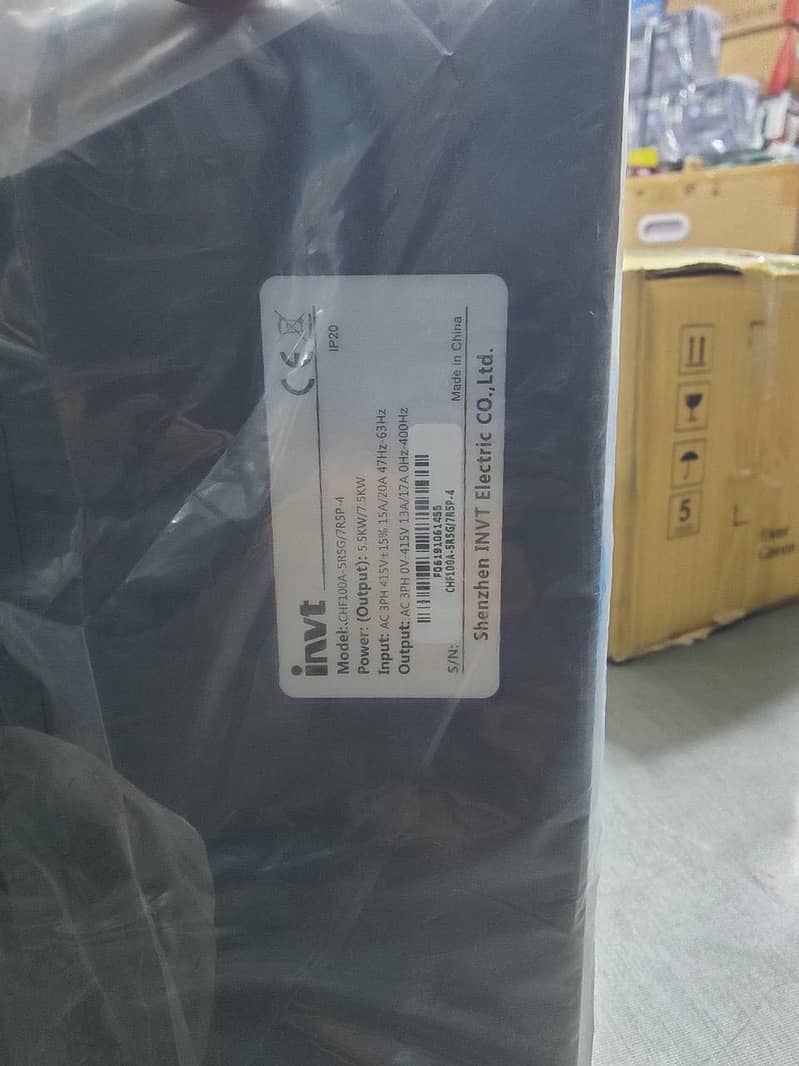 invt
CE
IP20
Model:.CHF100A-5R5G/7R5P-4
Power: (Output): 5.5KW/7.5KW
Input: AC 3PH 415V±15% 15A/20A 47Hz-63Hz
Output: AC 3PH 0V-415V 13A/17A 0Hz-400Hz
F06191061455
CHF100A-5R5G/7R5P-4
S/N:
Made in China
Shenzhen INVT Electric CO.,Ltd.
5